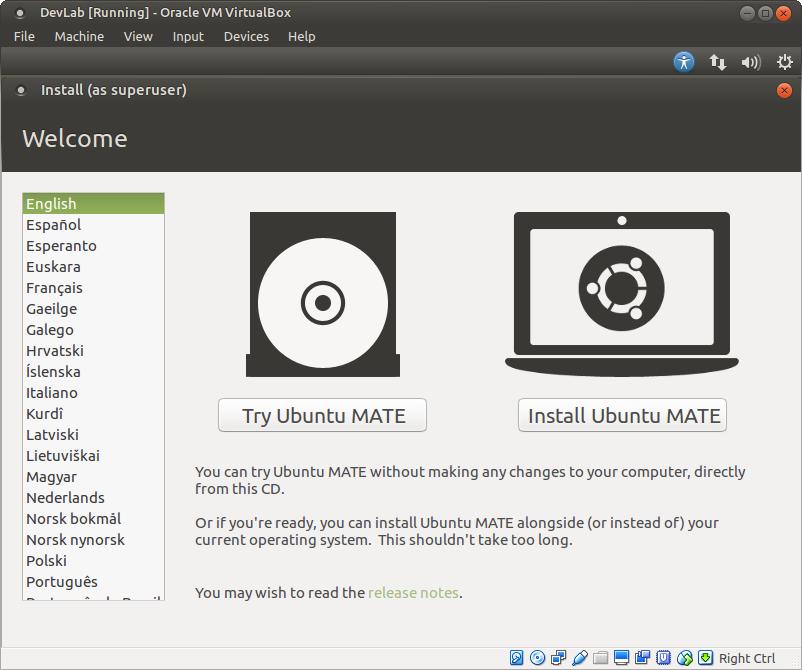 DevLab [Running] - Oracle VM VirtualBox
File Machine View Input Devices Help
Install (as superuser)
Welcome
English
Español
Esperanto
Euskara
Français
Gaeilge
Galego
Hrvatski
Íslenska
Italiano
Kurdî
Latviski
Lietuviškai
Magyar
Nederlands
Norsk bokmål
Norsk nynorsk
Polski
Português
Try Ubuntu MATE
Install Ubuntu MATE
You can try Ubuntu MATE without making any changes to your computer, directly
from this CD.
Or if you're ready, you can install Ubuntu MATE alongside (or instead of) your
current operating system.  This shouldn't take too long.
You may wish to read the release notes.
Right Ctrl